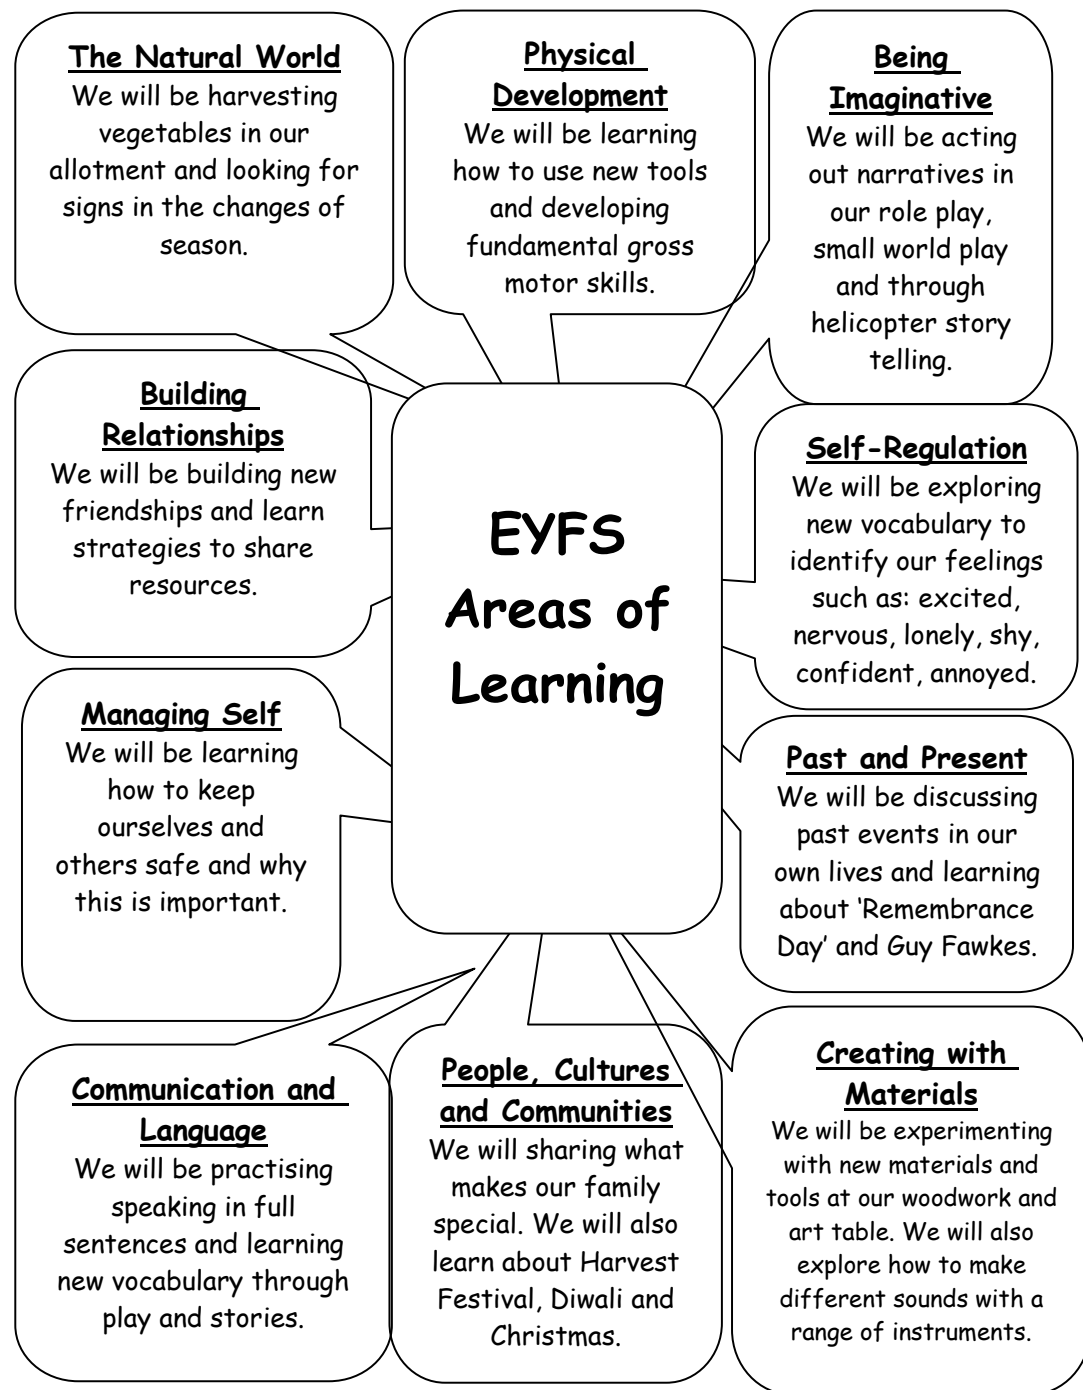 The Natural World
We will be harvesting
vegetables in our
allotment and looking for
signs in the changes of
season.
Physical
Development
We will be learning
how to use new tools
and developing
fundamental gross
motor skills.
Being
Imaginative
We will be acting
out narratives in
our role play,
small world play
and through
helicopter story
telling.
Building
Relationships
We will be building new
friendships and learn
strategies to share
resources.
EYFS
Areas of
Learning
Self-Regulation
We will be exploring
new vocabulary to
identify our feelings
such as: excited,
nervous, lonely, shy,
confident, annoyed.
Managing Self
We will be learning
how to keep
ourselves and
others safe and why
this is important.
Past and Present
We will be discussing
past events in our
own lives and learning
about ‘Remembrance
Day’ and Guy Fawkes.
Communication and
Language
We will be practising
speaking in full
sentences and learning
new vocabulary through
play and stories.
People, Cultures
and Communities
We will sharing what
makes our family
special. We will also
learn about Harvest
Festival, Diwali and
Christmas.
Creating with
Materials
We will be experimenting
with new materials and
tools at our woodwork and
art table. We will also
explore how to make
different sounds with a
range of instruments.